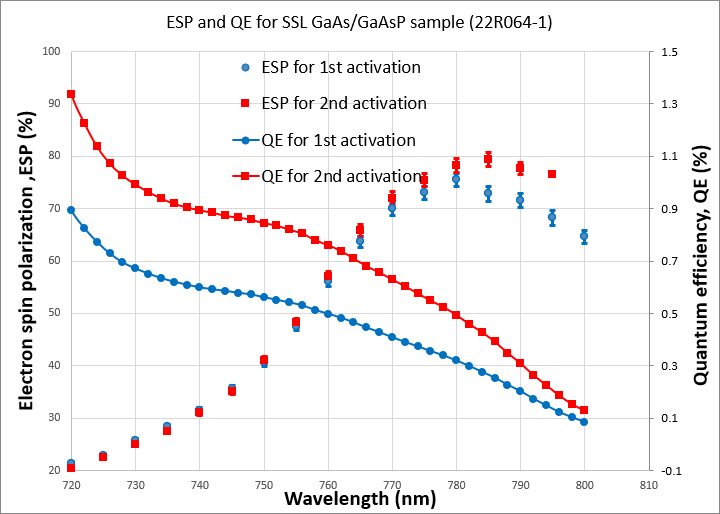 ESP and QE for SSL GaAs/GaAsP sample (22R064-1)
100
90
80
70
60
50
40
30
20
Electron spin polarization ,ESP (%)
ESP for 1st activation
ESP for 2nd activation
QE for 1st activation
QE for 2nd activation
1.5
1.3
1.1
0.9
0.7
0.5
0.3
0.1
-0.1
Quantum efficiency, QE (%)
720 730 740 750 760 770 780 790 800 810
Wavelength (nm)